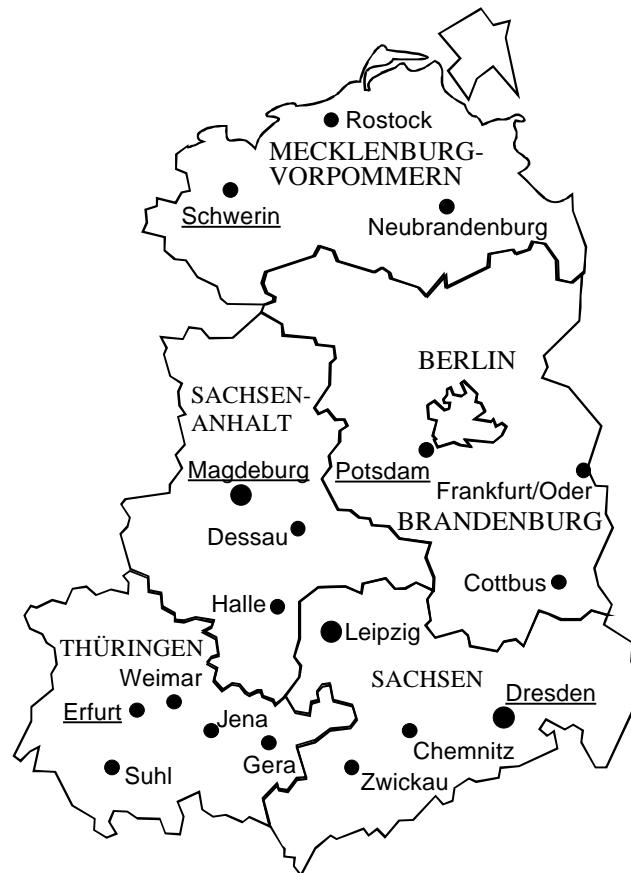 Rostock
MECKLENBURG-
VORPOMMERN
Schwerin
Neubrandenburg
BERLIN
SACHSEN-
ANHALT
Magdeburg
Potsdam
Frankfurt/Oder
BRANDENBURG
Dessau
Cottbus
Halle
Leipzig
THÜRINGEN
Weimar
SACHSEN
Erfurt
Dresden
Jena
Chemnitz
Gera
Suhl
Zwickau